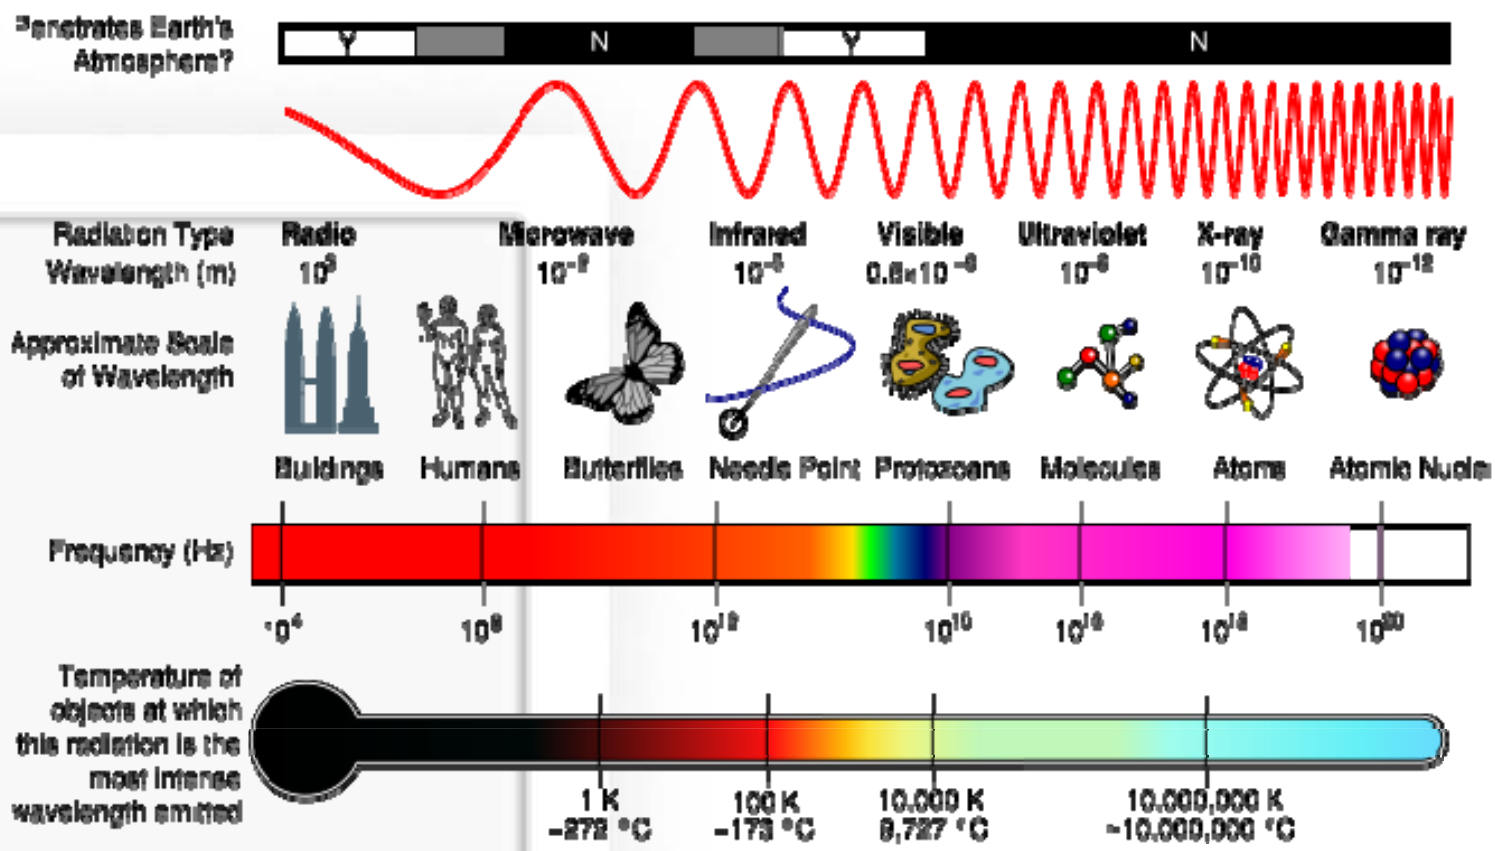 Penetrates Earth's
Atmosphere?
Y N Y N
Radiation Type Radio Microwave Infrared Visible Ultraviolet X-ray Gamma ray
Wavelength (m) 10³ 10⁻² 10⁻⁵ 0.5×10⁻⁶ 10⁻⁸ 10⁻¹⁰ 10⁻¹²
Approximate Scale
of Wavelength
Buildings Humans Butterflies Needle Point Protozoans Molecules Atoms Atomic Nucle
Frequency (Hz)
10⁴ 10⁸ 10¹² 10¹⁵ 10¹⁶ 10¹⁸ 10²⁰
Temperature of
objects at which
this radiation is the
most intense
wavelength emitted
1 K 100 K 10,000 K 10,000,000 K
−272 °C −173 °C 9,727 °C ~10,000,000 °C